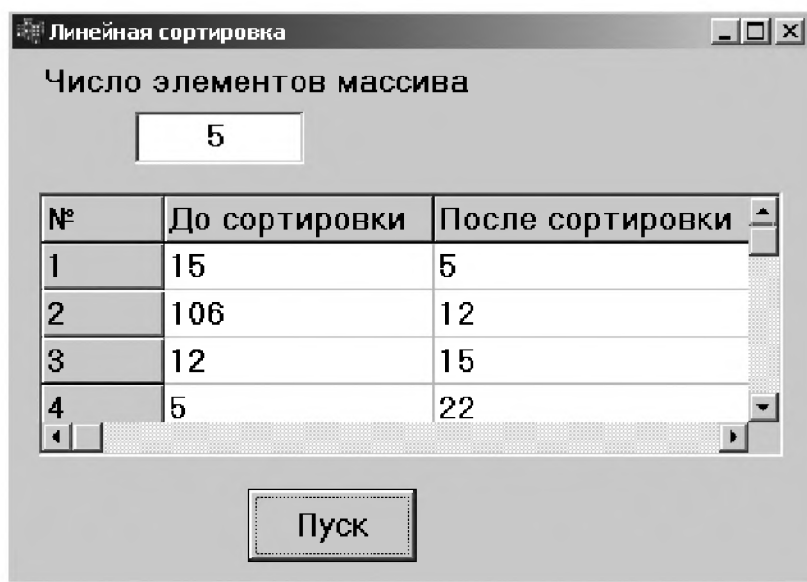 Линейная сортировка
Число элементов массива
5
№ До сортировки После сортировки
1 15 5
2 106 12
3 12 15
4 5 22
Пуск